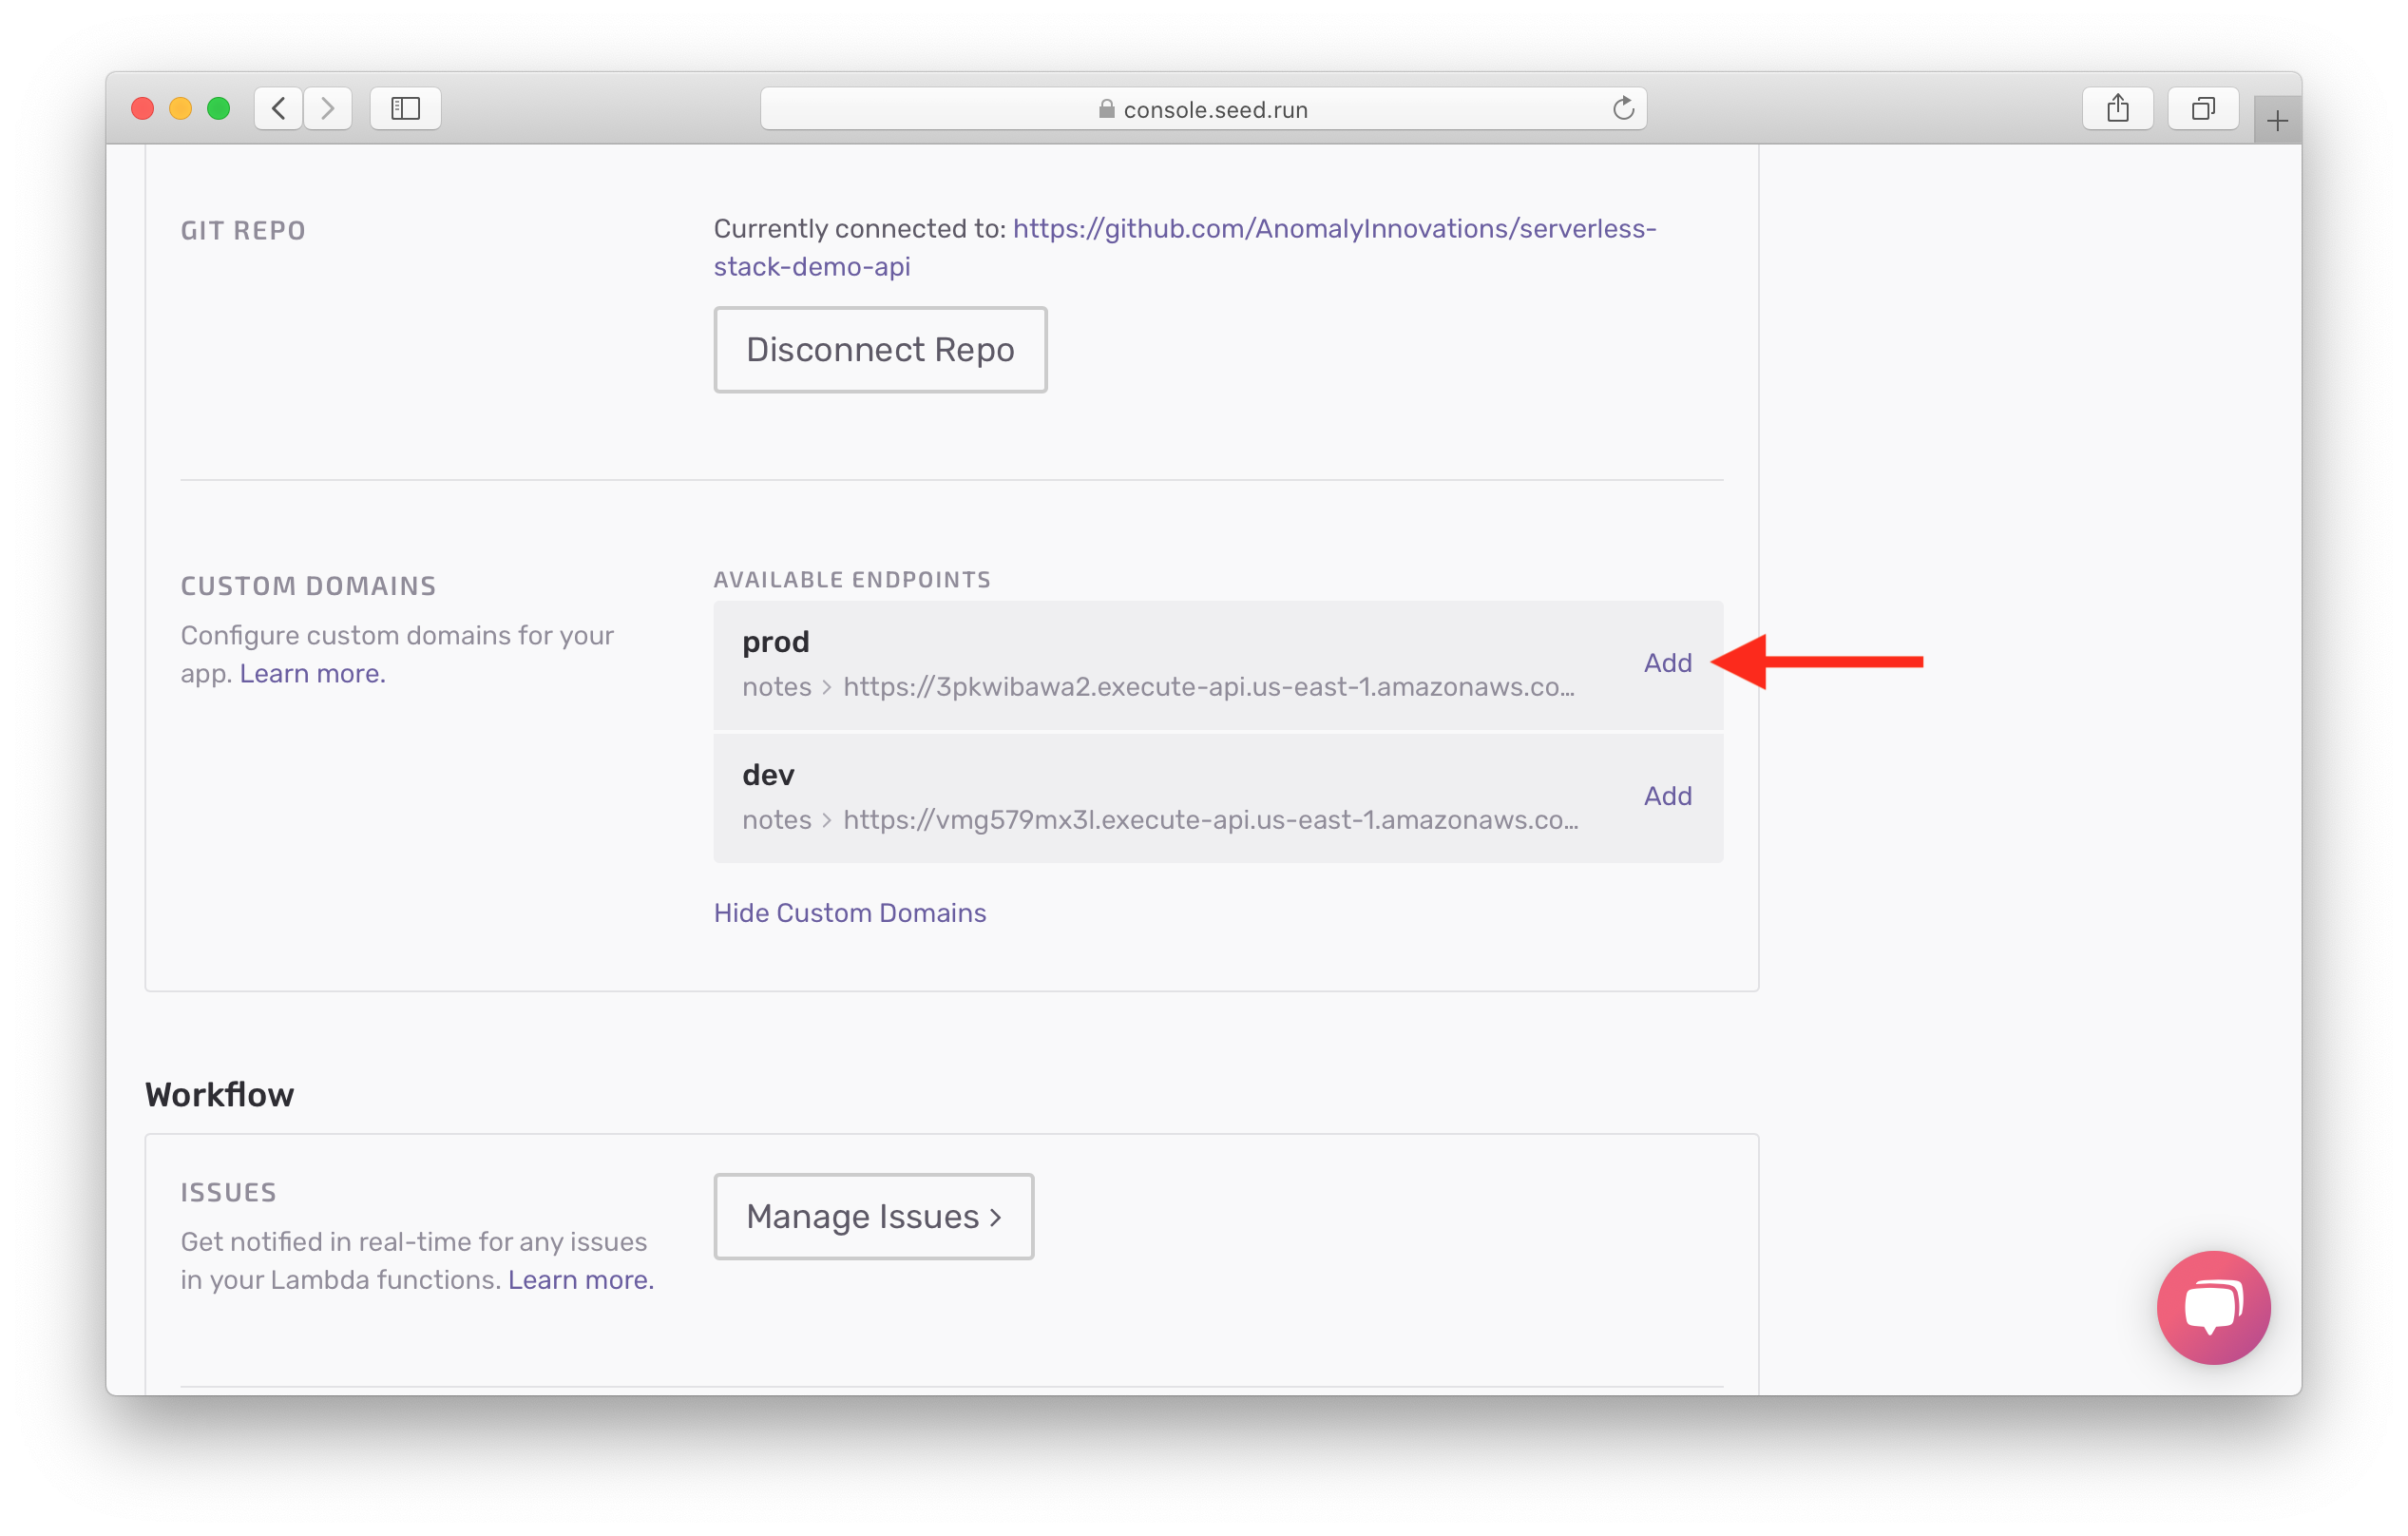 console.seed.run
GIT REPO
Currently connected to: https://github.com/AnomalyInnovations/serverless-
stack-demo-api
Disconnect Repo
CUSTOM DOMAINS
Configure custom domains for your
app. Learn more.
AVAILABLE ENDPOINTS
prod
notes > https://3pkwibawa2.execute-api.us-east-1.amazonaws.co...
Add
dev
notes > https://vmg579mx3l.execute-api.us-east-1.amazonaws.co...
Add
Hide Custom Domains
Workflow
ISSUES
Get notified in real-time for any issues
in your Lambda functions. Learn more.
Manage Issues >